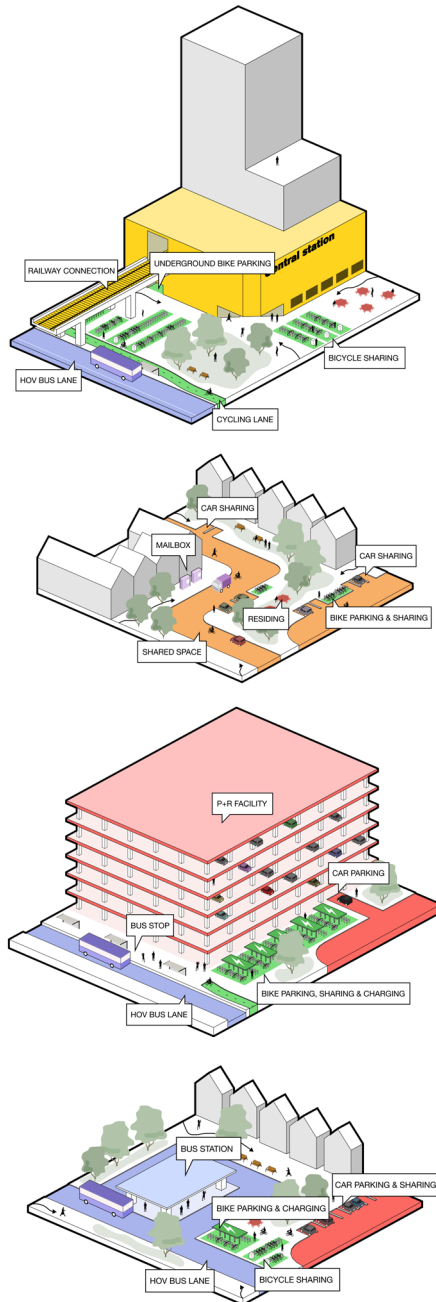 central station
RAILWAY CONNECTION
UNDERGROUND BIKE PARKING
BICYCLE SHARING
HOV BUS LANE
CYCLING LANE
CAR SHARING
MAILBOX
CAR SHARING
RESIDING
BIKE PARKING & SHARING
SHARED SPACE
P+R FACILITY
CAR PARKING
BUS STOP
BIKE PARKING, SHARING & CHARGING
HOV BUS LANE
BUS STATION
CAR PARKING & SHARING
BIKE PARKING & CHARGING
HOV BUS LANE
BICYCLE SHARING